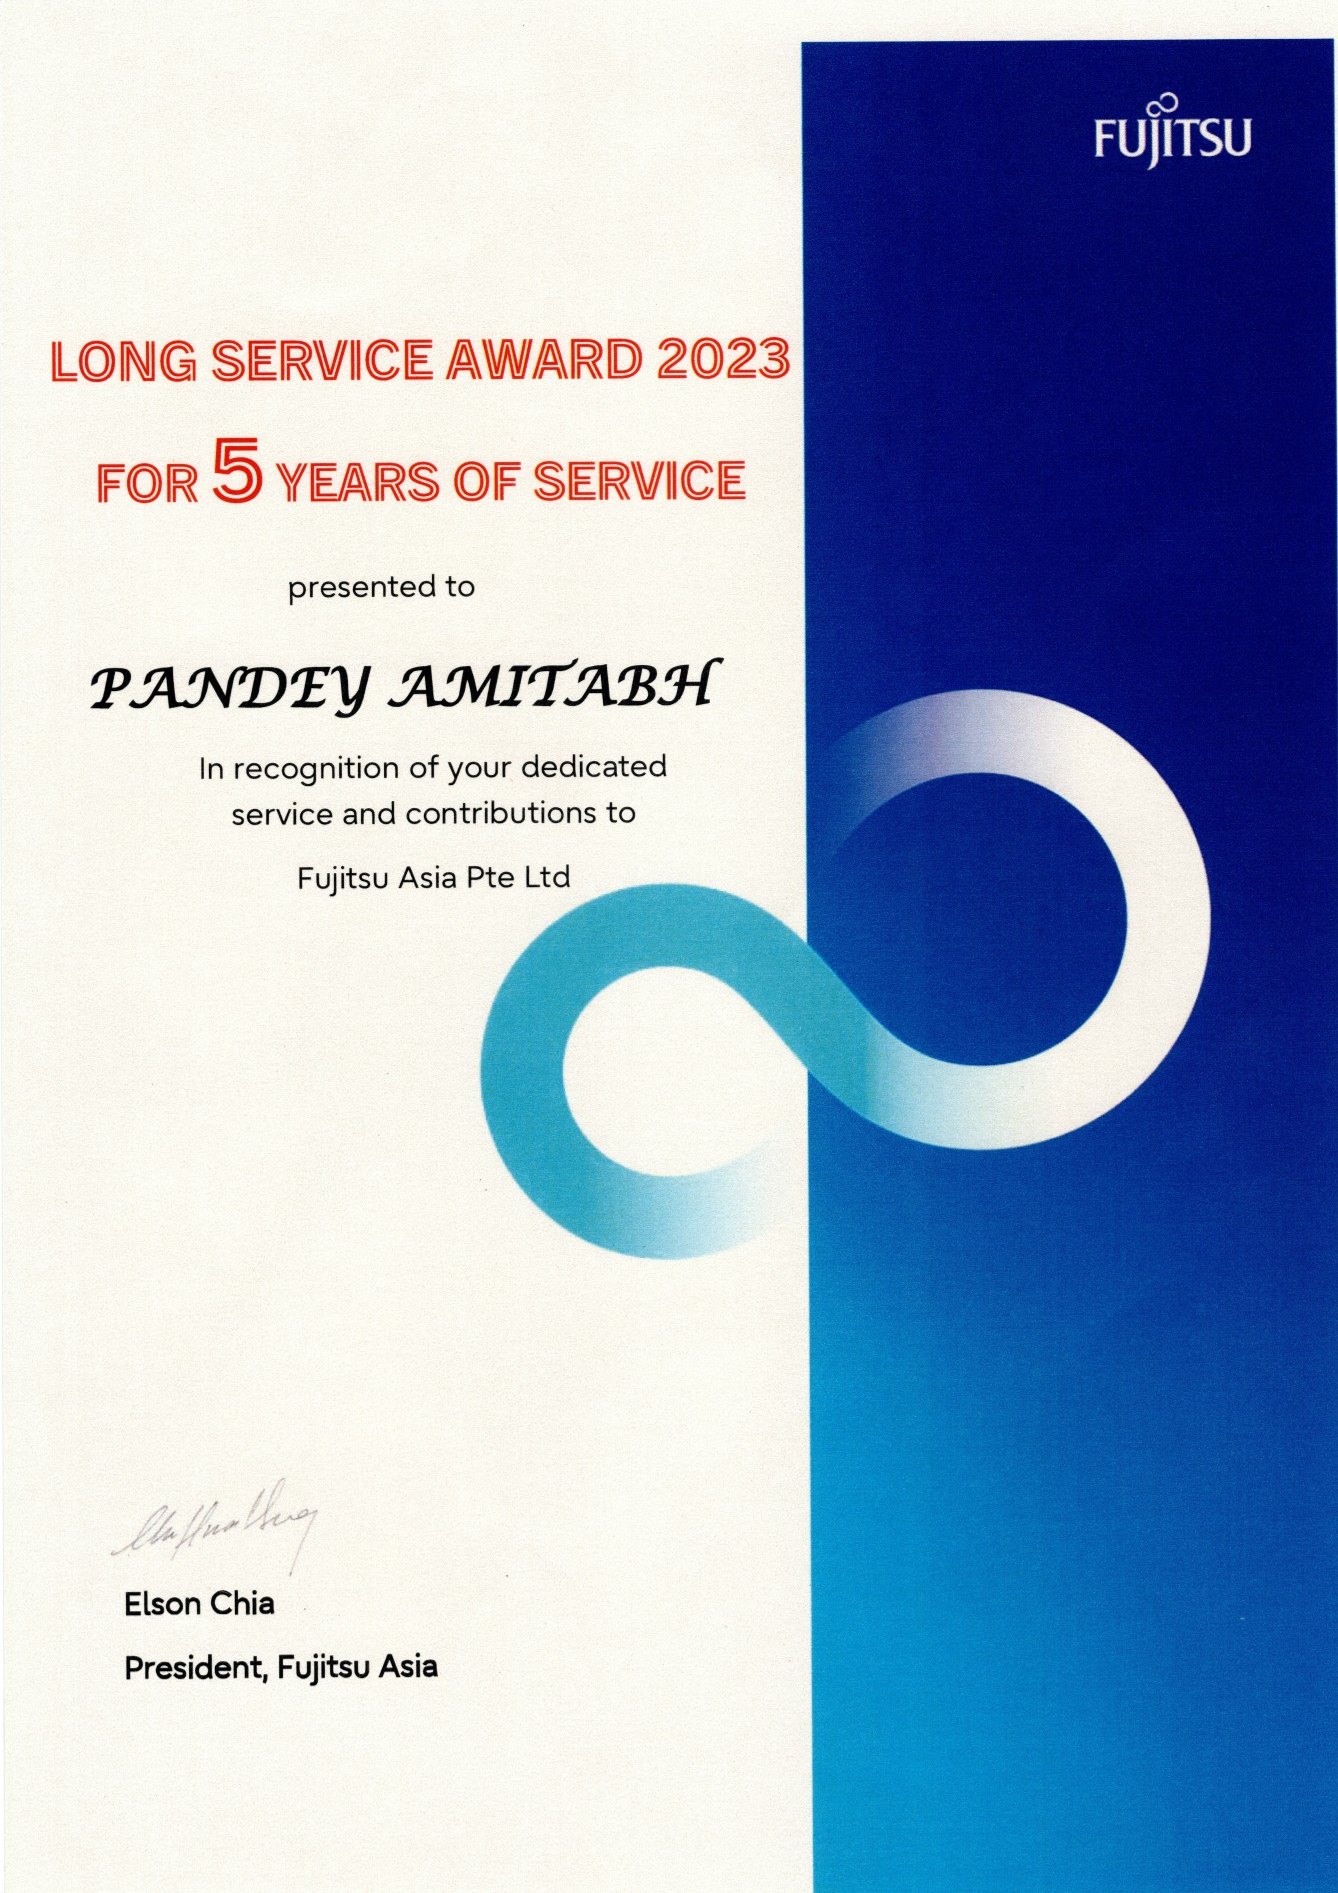 FUJITSU
LONG SERVICE AWARD 2023
FOR 5 YEARS OF SERVICE
presented to
PANDEY AMITABH
In recognition of your dedicated
service and contributions to
Fujitsu Asia Pte Ltd
Elson Chia
President, Fujitsu Asia